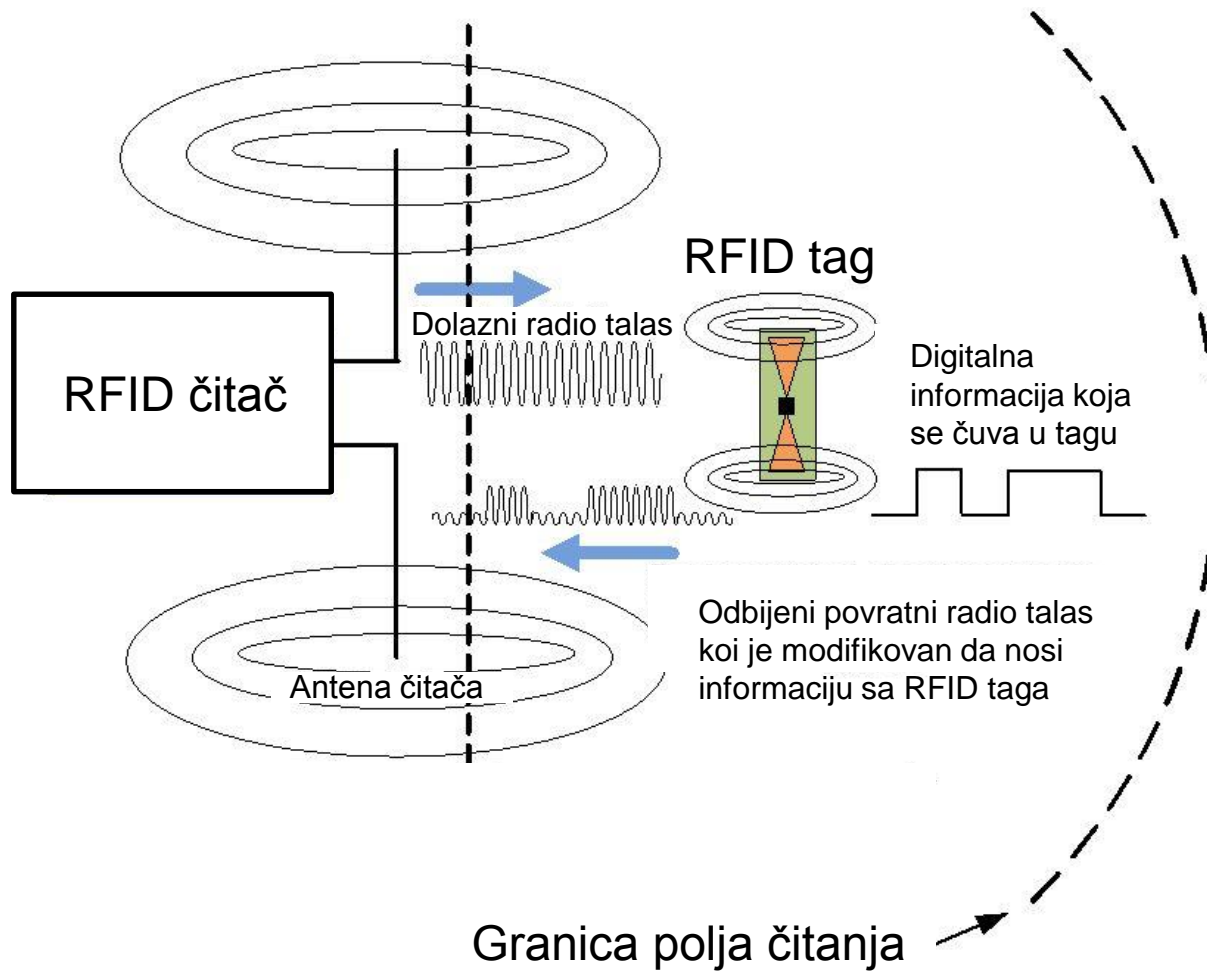 RFID tag
Dolazni radio talas
RFID čitač
Digitalna
informacija koja
se čuva u tagu
Odbijeni povratni radio talas
koji je modifikovan da nosi
informaciju sa RFID taga
Antena čitača
Granica polja čitanja